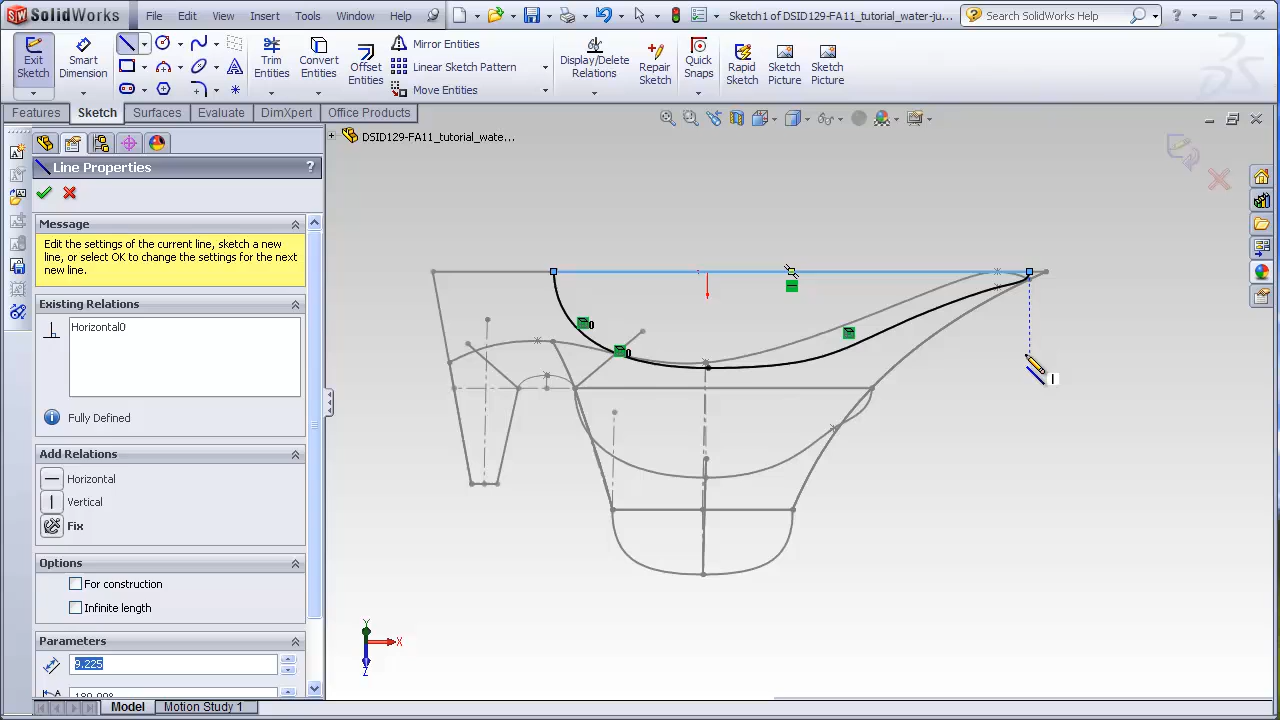 SolidWorks File Edit View Insert Tools Window Help Sketch1 of DSID129-FA11_tutorial_water-ju... Search SolidWorks Help
Exit Sketch
Smart Dimension
Trim Entities
Convert Entities
Offset Entities
Mirror Entities
Linear Sketch Pattern
Move Entities
Display/Delete Relations
Repair Sketch
Quick Snaps
Rapid Sketch
Sketch Picture
Sketch Picture
Features Sketch Surfaces Evaluate DimXpert Office Products
DSID129-FA11_tutorial_wate...
Line Properties ?
Message
Edit the settings of the current line, sketch a new
line, or select OK to change the settings for the next
new line.
Existing Relations
Horizontal0
Fully Defined
Add Relations
Horizontal
Vertical
Fix
Options
For construction
Infinite length
Parameters
9.225
180.00°
0
0
Y
X
Z
Model Motion Study 1